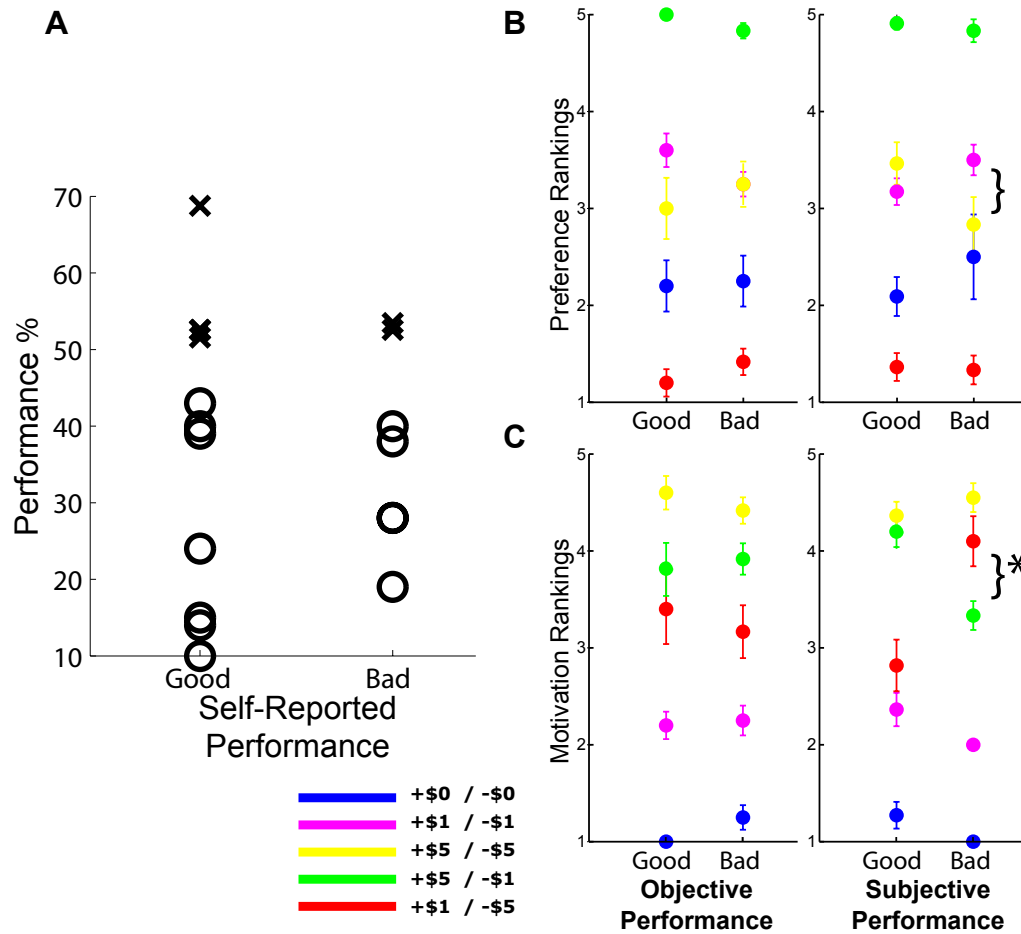 A
70
60
50
40
30
20
10
Performance %
Good Bad
Self-Reported
Performance
+$0 / -$0
+$1 / -$1
+$5 / -$5
+$5 / -$1
+$1 / -$5
B
Preference Rankings
5
4
3
2
1
Good Bad
5
4
3
2
1
Good Bad
}
C
Motivation Rankings
5
4
3
2
1
Good Bad
Objective
Performance
5
4
3
2
1
Good Bad
Subjective
Performance
}*